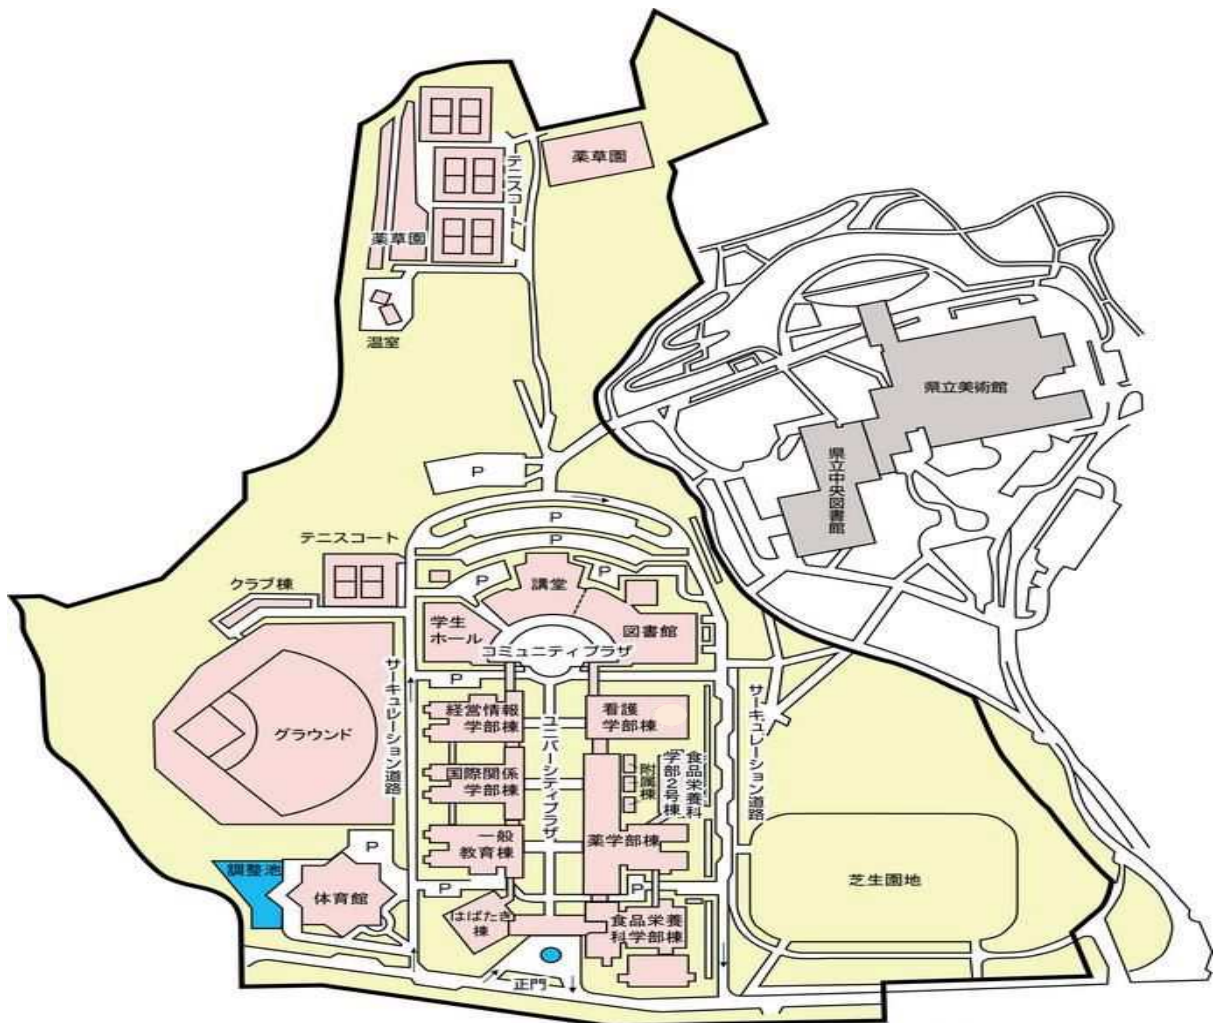 薬草園
テニスコート
薬草園
温室
県立美術館
県立中央図書館
P
P
P
テニスコート
クラブ棟
P
講堂
P
学生
ホール
図書館
コミュニティプラザ
P
サーキュレーション道路
グラウンド
経営情報
学部棟
ユニバーシティプラザ
看護
学部棟
サーキュレーション道路
国際関係
学部棟
附属棟
食品栄養科
学部2号棟
一般
教育棟
薬学部棟
P
調整池
体育館
P
P
芝生園地
はばたき
棟
食品栄養
科学部棟
正門